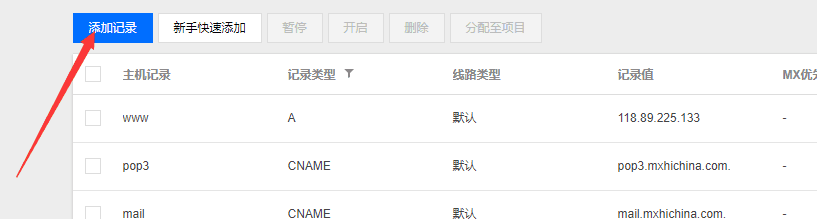 添加记录 新手快速添加 暂停 开启 删除 分配至项目
主机记录 记录类型 线路类型 记录值 MX优
www A 默认 118.89.225.133 -
pop3 CNAME 默认 pop3.mxhichina.com. -
mail CNAME 默认 mail.mxhichina.com. -